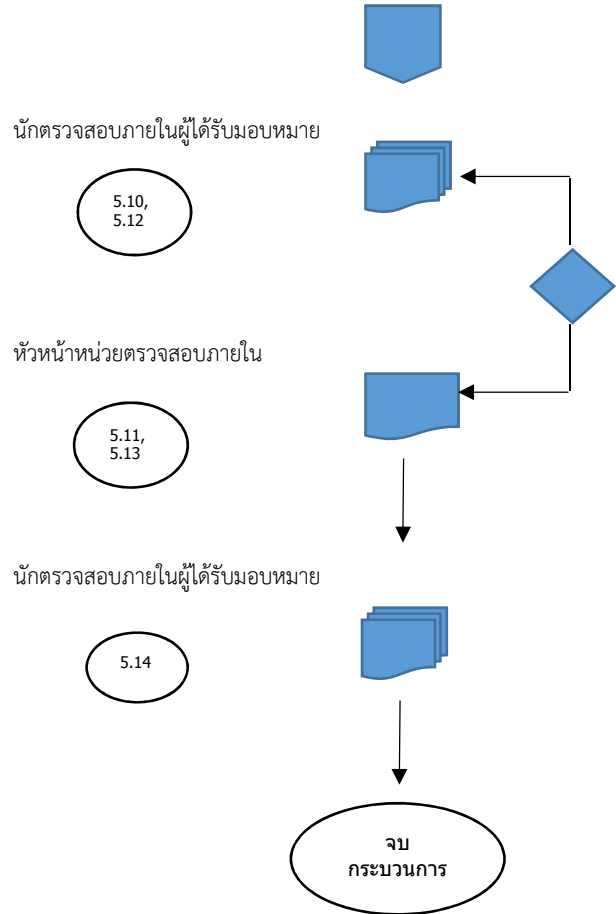 นักตรวจสอบภายในผู้ได้รับมอบหมาย
5.10,
5.12
หัวหน้าหน่วยตรวจสอบภายใน
5.11,
5.13
นักตรวจสอบภายในผู้ได้รับมอบหมาย
5.14
จบ
กระบวนการ